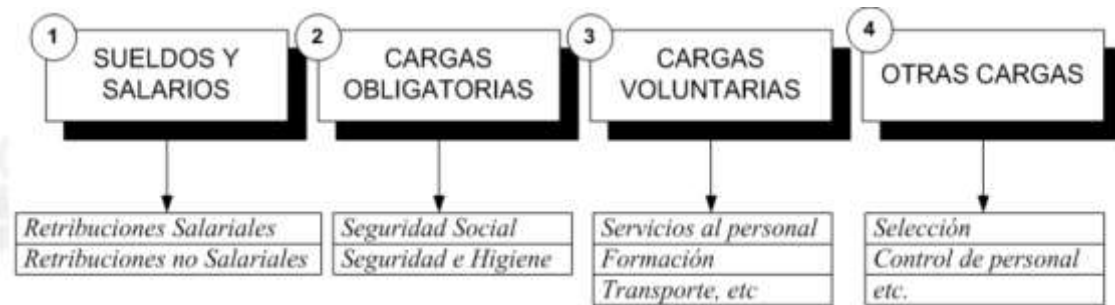 1
SUELDOS Y
SALARIOS
2
CARGAS
OBLIGATORIAS
3
CARGAS
VOLUNTARIAS
4
OTRAS CARGAS
Retribuciones Salariales
Retribuciones no Salariales
Seguridad Social
Seguridad e Higiene
Servicios al personal
Formación
Transporte, etc
Selección
Control de personal
etc.